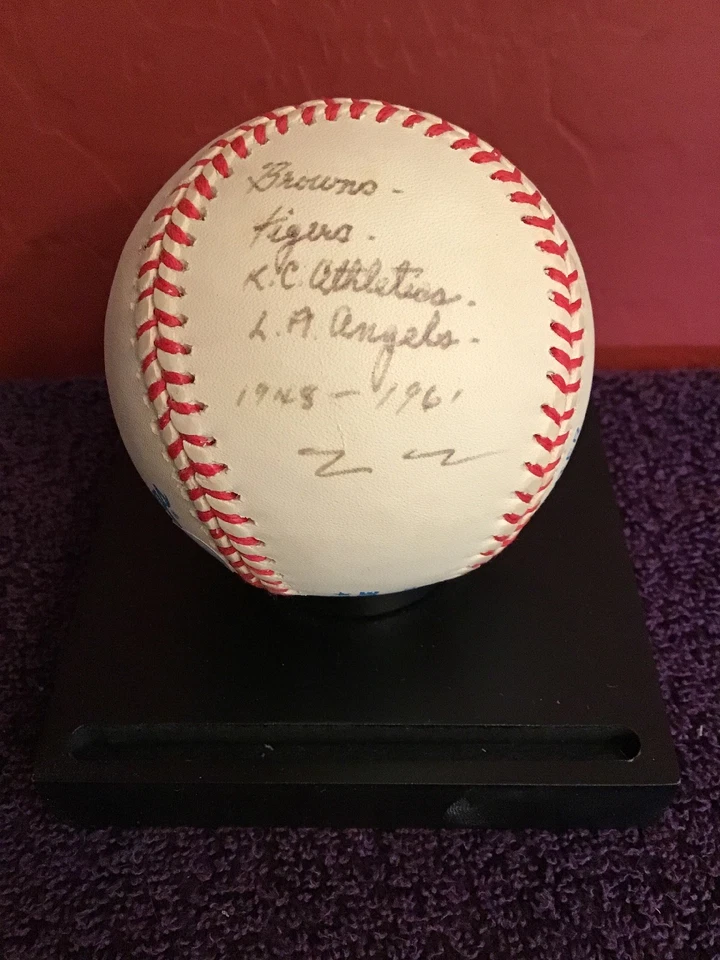 Browns -
Tigers.
K.C. Athletics.
L.A. Angels -
1948 - 1961